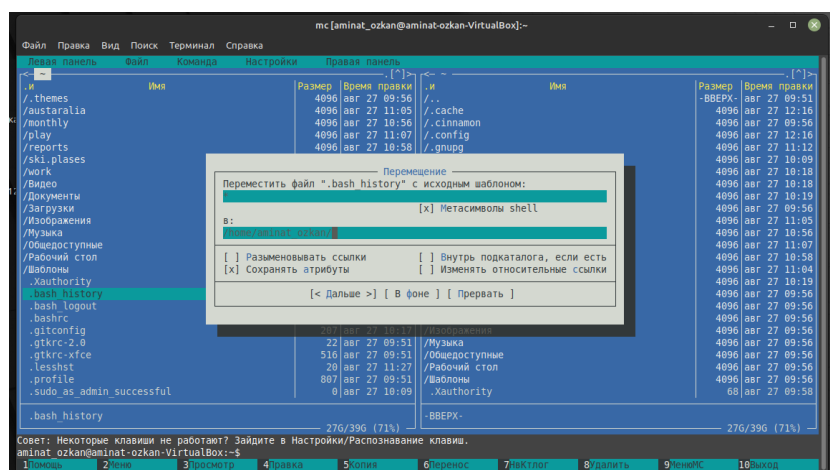 mc [aminat_ozkan@aminat-ozkan-VirtualBox]:~
Файл Правка Вид Поиск Терминал Справка
Левая панель Файл Команда Настройки Правая панель
<- ~ .[^]> <- ~ .[^]>
.и Имя Размер Время правки .и Имя Размер Время правки
/.themes 4096 авг 27 09:56 /.. -ВВЕРХ- авг 27 09:51
/austaralia 4096 авг 27 11:05 /.cache 4096 авг 27 12:16
/monthly 4096 авг 27 10:56 /.cinnamon 4096 авг 27 09:56
/play 4096 авг 27 11:07 /.config 4096 авг 27 12:16
/reports 4096 авг 27 10:58 /.gnupg 4096 авг 27 11:12
/ski.plases 4096 авг 27 10:09
/work Перемещение 4096 авг 27 10:18
/Видео Переместить файл ".bash_history" с исходным шаблоном: 4096 авг 27 10:18
/Документы 4096 авг 27 10:19
/Загрузки [x] Метасимволы shell 4096 авг 27 09:56
/Изображения в: 4096 авг 27 11:05
/Музыка /home/aminat_ozkan/ 4096 авг 27 10:56
/Общедоступные 4096 авг 27 11:07
/Рабочий стол [ ] Разыменовывать ссылки [ ] Внутрь подкаталога, если есть 4096 авг 27 10:58
/Шаблоны [x] Сохранять атрибуты [ ] Изменять относительные ссылки 4096 авг 27 11:04
.Xauthority 4096 авг 27 10:19
.bash_history [< Дальше >] [ В фоне ] [ Прервать ] 4096 авг 27 09:56
.bash_logout 4096 авг 27 09:56
.bashrc 4096 авг 27 09:56
.gitconfig 207 авг 27 10:17 /Изображения 4096 авг 27 09:56
.gtkrc-2.0 22 авг 27 09:51 /Музыка 4096 авг 27 09:56
.gtkrc-xfce 516 авг 27 09:51 /Общедоступные 4096 авг 27 09:56
.lesshst 20 авг 27 11:27 /Рабочий стол 4096 авг 27 09:56
.profile 807 авг 27 09:51 /Шаблоны 4096 авг 27 09:56
.sudo_as_admin_successful 0 авг 27 10:09 .Xauthority 68 авг 27 09:58
.bash_history -ВВЕРХ-
27G/39G (71%) 27G/39G (71%)
Совет: Некоторые клавиши не работают? Зайдите в Настройки/Распознавание клавиш.
aminat_ozkan@aminat-ozkan-VirtualBox:~$
1Помощь 2Меню 3Просмотр 4Правка 5Копия 6Перенос 7НвКтлог 8Удалить 9МенюMC 10Выход